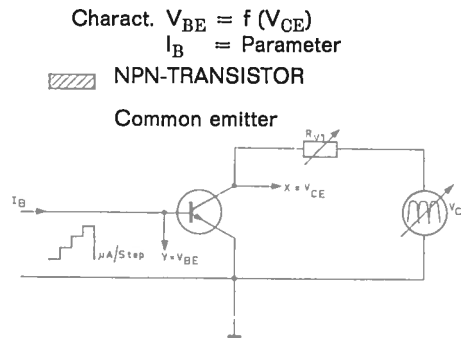 Charact. V_BE = f (V_CE)
I_B = Parameter
NPN-TRANSISTOR
Common emitter
R_V1
X = V_CE
I_B
V_C
µA/Step
Y=V_BE